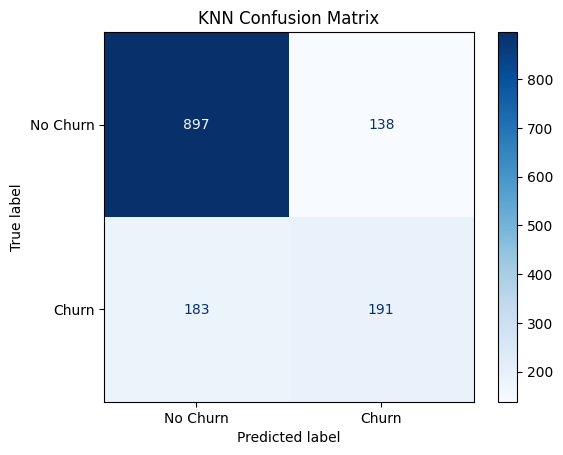 KNN Confusion Matrix
True label
No Churn
897
138
Churn
183
191
No Churn
Churn
Predicted label
800
700
600
500
400
300
200